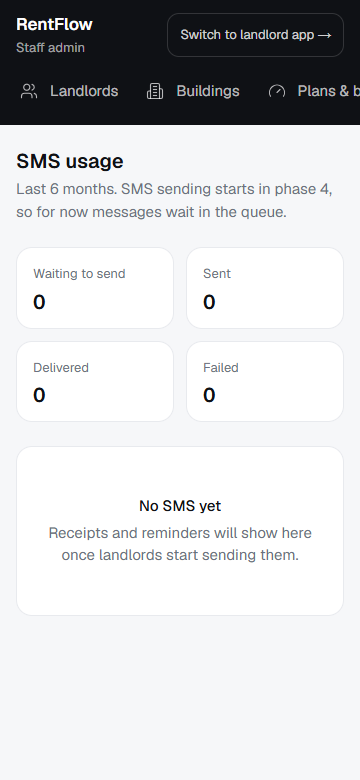 RentFlow
Staff admin
Switch to landlord app →
Landlords
Buildings
Plans & b
SMS usage
Last 6 months. SMS sending starts in phase 4,
so for now messages wait in the queue.
Waiting to send
0
Sent
0
Delivered
0
Failed
0
No SMS yet
Receipts and reminders will show here
once landlords start sending them.